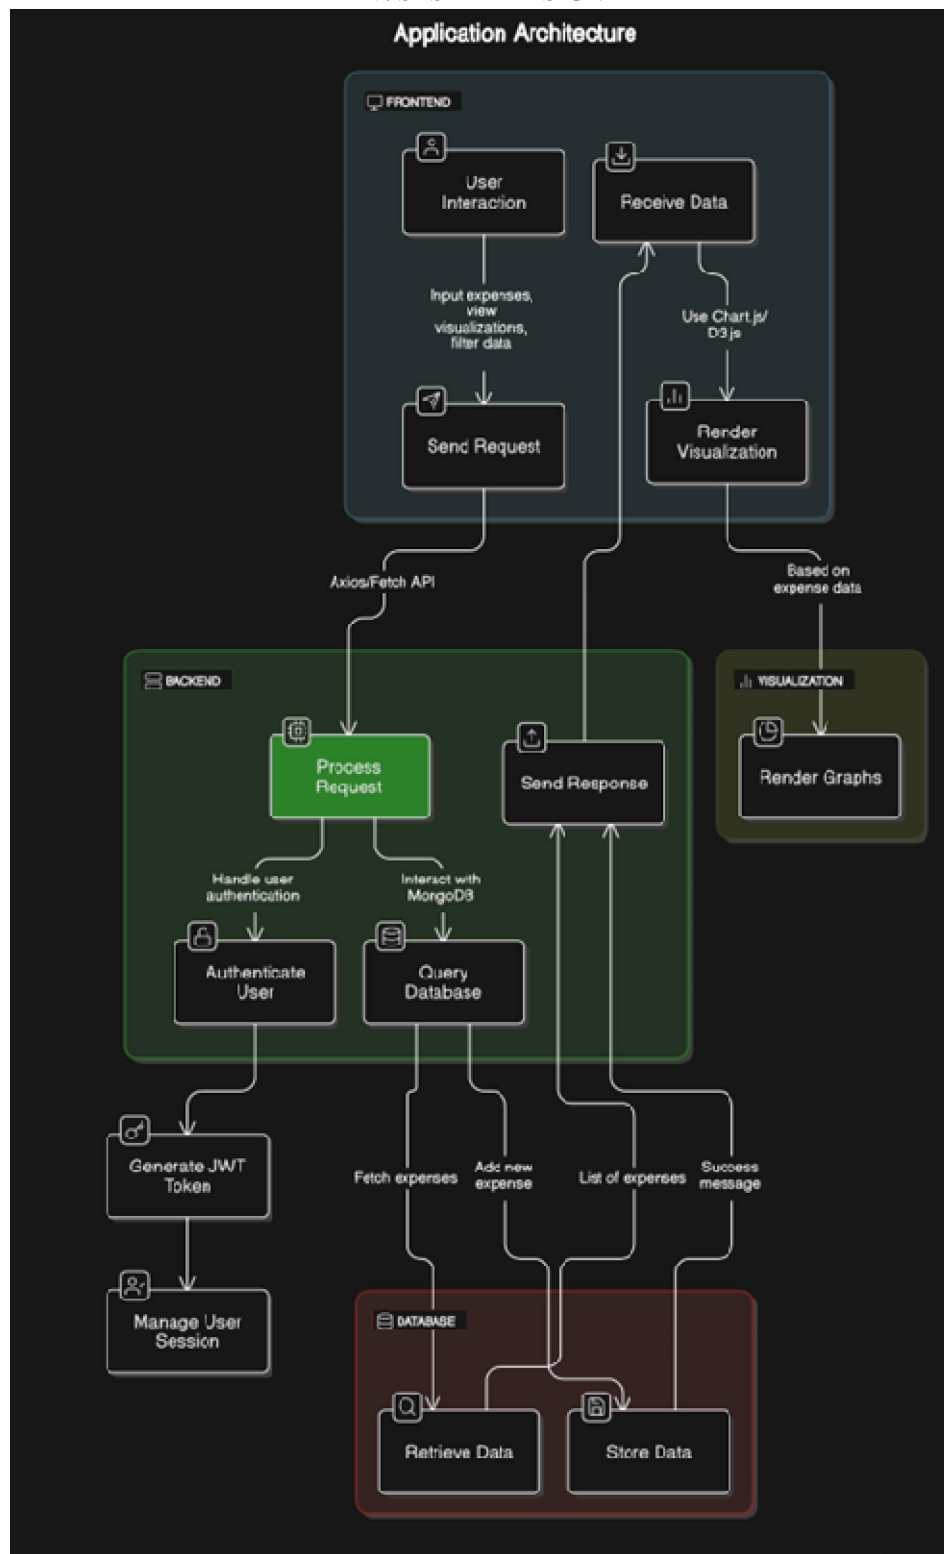 Application Architecture
FRONTEND
User
Interaction
Receive Data
Input expenses,
view
visualizations,
filter data
Use Chart.js/
D3.js
Send Request
Render
Visualization
Axios/Fetch API
Based on
expense data
BACKEND
VISUALIZATION
Process
Request
Send Response
Render Graphs
Handle user
authentication
Interact with
MongoDB
Authenticate
User
Query
Database
Generate JWT
Token
Fetch expenses
Add new
expense
List of expenses
Success
message
Manage User
Session
DATABASE
Retrieve Data
Store Data